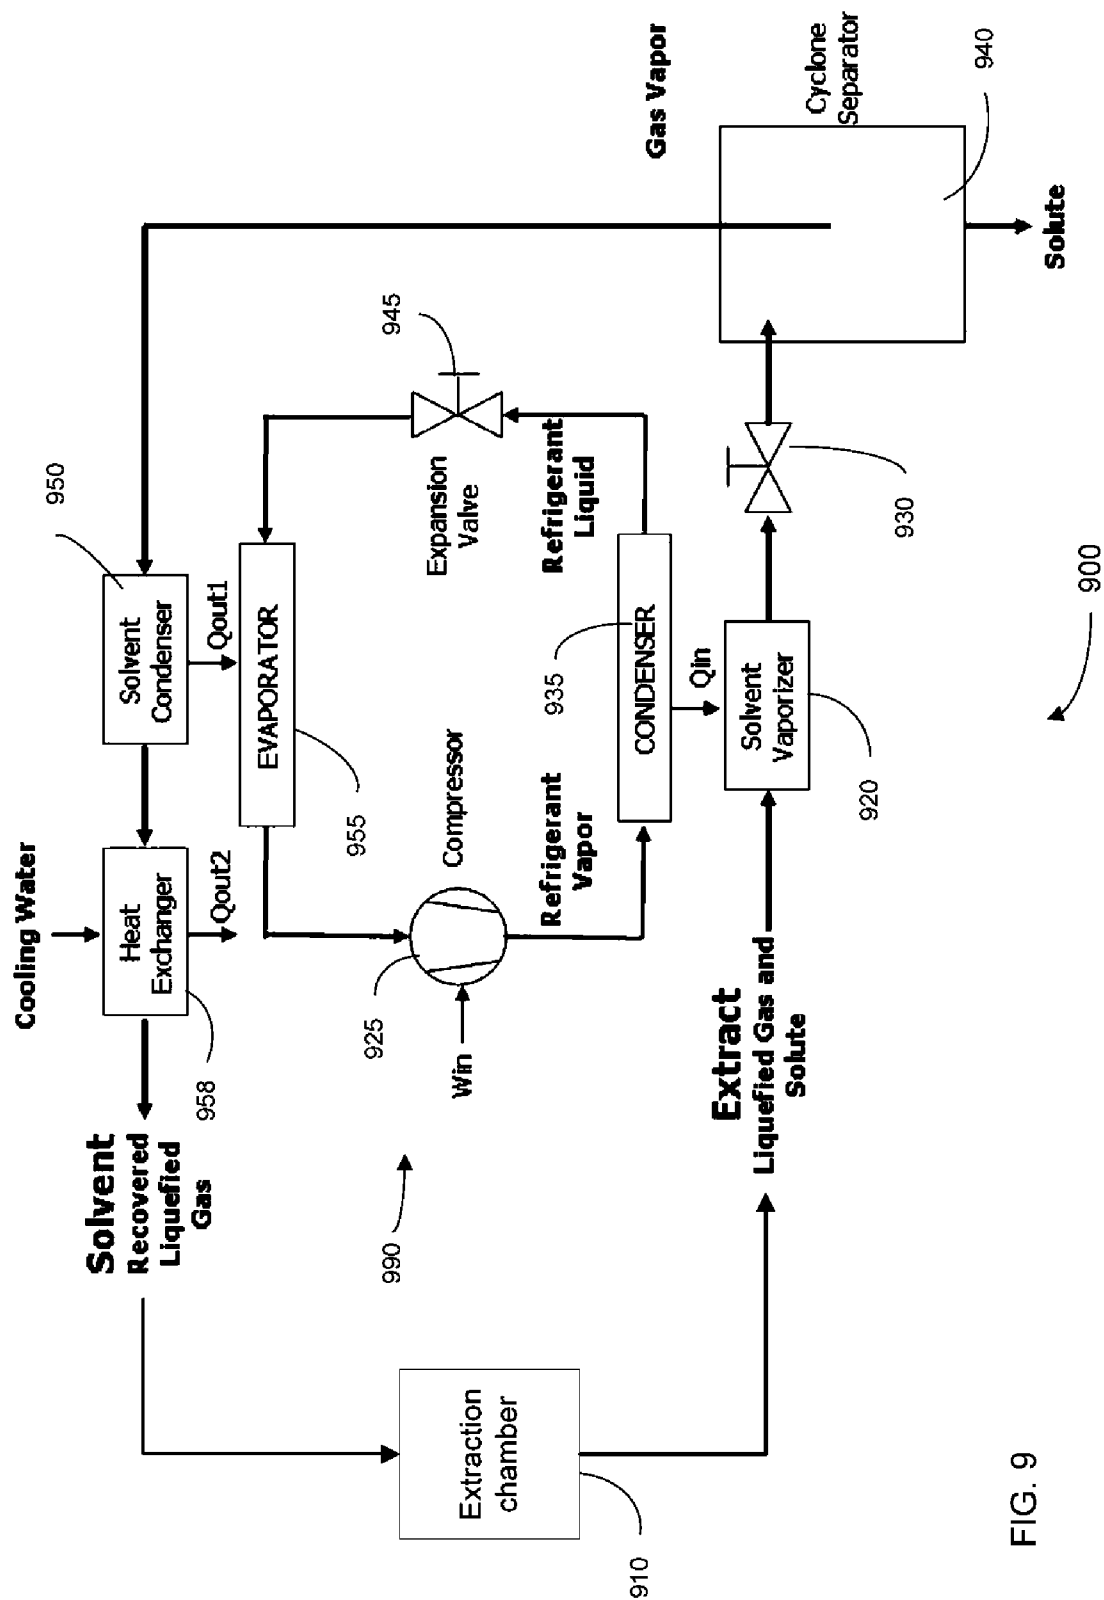 Cooling Water
Solvent
Recovered
Liquefied
Gas
958
Heat
Exchanger
Qout2
Solvent
Condenser
950
Qout1
EVAPORATOR
955
990
Win
925
Compressor
Expansion
Valve
945
Refrigerant
Vapor
Refrigerant
Liquid
CONDENSER
935
Qin
Extraction
chamber
910
Extract
Liquefied Gas and
Solute
Solvent
Vaporizer
920
930
Gas Vapor
Cyclone
Separator
940
Solute
900
FIG. 9